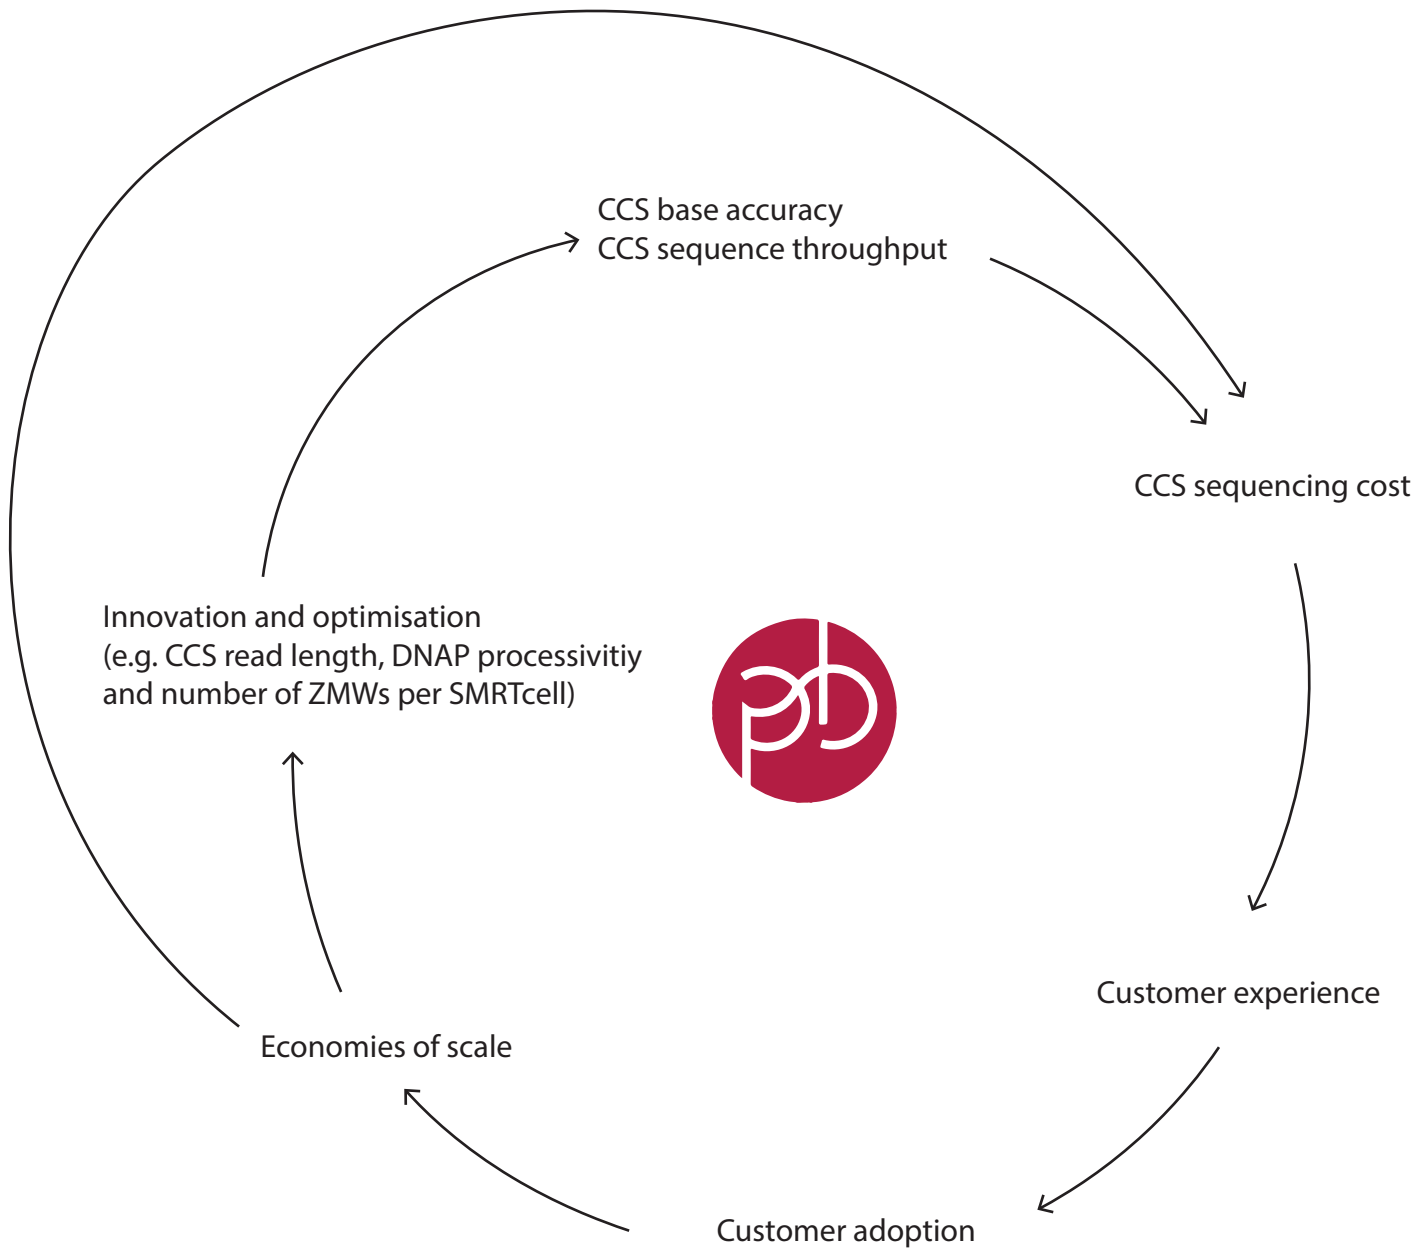 CCS base accuracy
CCS sequence throughput
CCS sequencing cost
Innovation and optimisation
(e.g. CCS read length, DNAP processivitiy
and number of ZMWs per SMRTcell)
pb
Customer experience
Economies of scale
Customer adoption